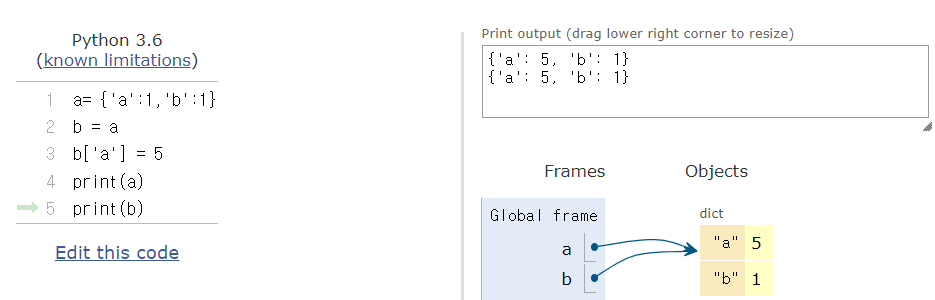 Python 3.6
(known limitations)
1 a= {'a':1,'b':1}
2 b = a
3 b['a'] = 5
4 print(a)
5 print(b)
Edit this code
Print output (drag lower right corner to resize)
{'a': 5, 'b': 1}
{'a': 5, 'b': 1}
Frames Objects
Global frame
a
b
dict
"a" 5
"b" 1